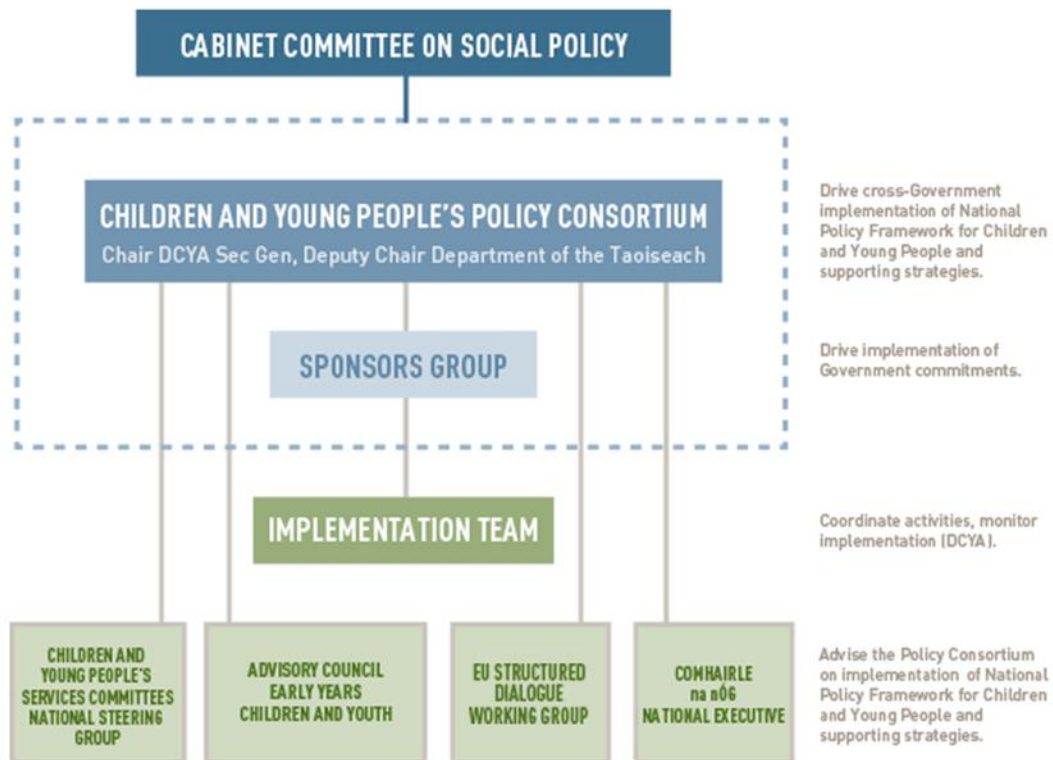 CABINET COMMITTEE ON SOCIAL POLICY
CHILDREN AND YOUNG PEOPLE'S POLICY CONSORTIUM
Chair DCYA Sec Gen, Deputy Chair Department of the Taoiseach
Drive cross-Government
implementation of National
Policy Framework for Children
and Young People and
supporting strategies.
SPONSORS GROUP
Drive implementation of
Government commitments.
IMPLEMENTATION TEAM
Coordinate activities, monitor
implementation (DCYA).
CHILDREN AND
YOUNG PEOPLE'S
SERVICES COMMITTEES
NATIONAL STEERING
GROUP
ADVISORY COUNCIL
EARLY YEARS
CHILDREN AND YOUTH
EU STRUCTURED
DIALOGUE
WORKING GROUP
COMHAIRLE
na nÓG
NATIONAL EXECUTIVE
Advise the Policy Consortium
on implementation of National
Policy Framework for Children
and Young People and
supporting strategies.